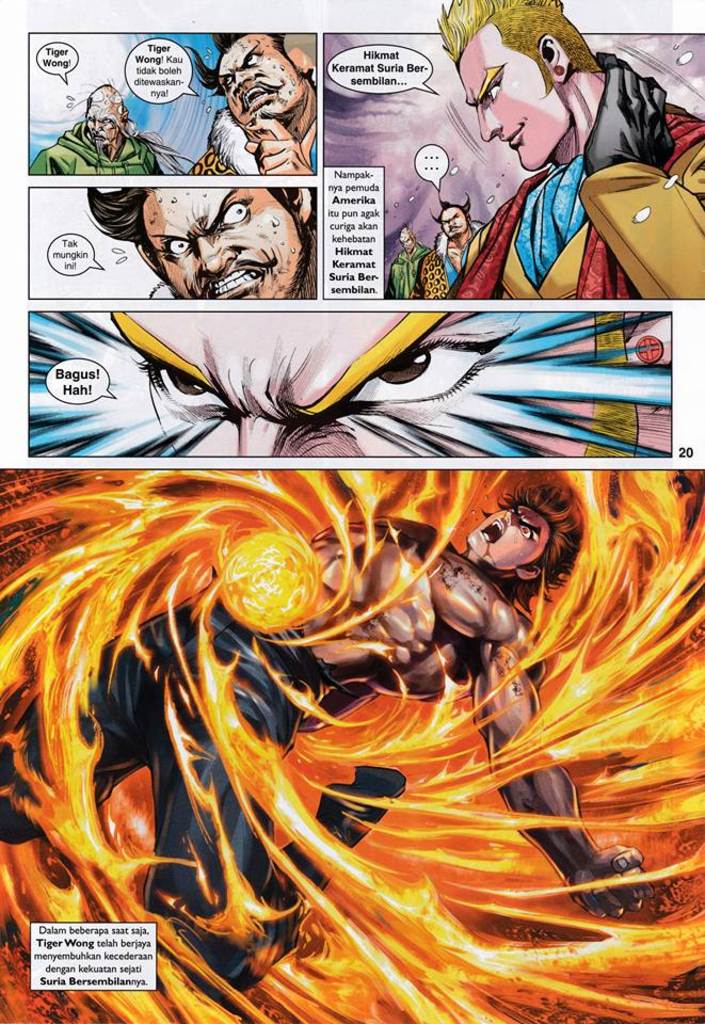 Tiger
Wong!
Tiger
Wong! Kau
tidak boleh
ditewaskan-
nya!
Hikmat
Keramat Suria Ber-
sembilan...
...
...
Nampak-
nya pemuda
Amerika
itu pun agak
curiga akan
kehebatan
Hikmat
Keramat
Suria Ber-
sembilan.
Tak
mungkin
ini!
Bagus!
Hah!
20
Dalam beberapa saat saja,
Tiger Wong telah berjaya
menyembuhkan kecederaan
dengan kekuatan sejati
Suria Bersembilannya.